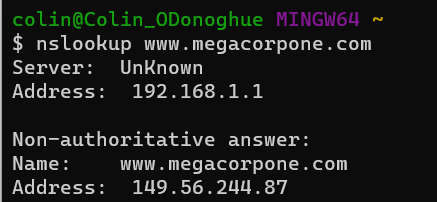 colin@Colin_ODonoghue MINGW64 ~
$ nslookup www.megacorpone.com
Server:  UnKnown
Address:  192.168.1.1

Non-authoritative answer:
Name:    www.megacorpone.com
Address:  149.56.244.87